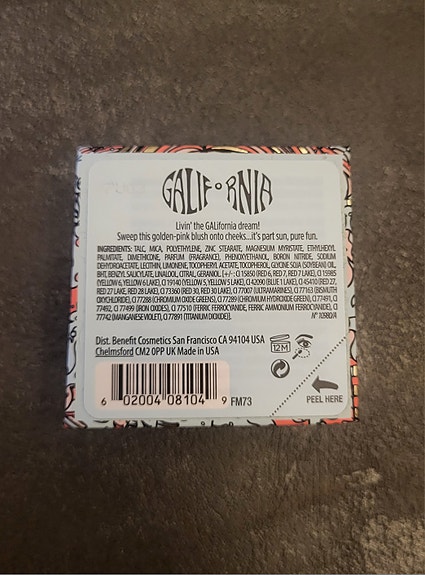 GALIFORNIA
Livin' the GALifornia dream!
Sweep this golden-pink blush onto cheeks...it's part sun, pure fun.
INGREDIENTS: TALC, MICA, POLYETHYLENE, ZINC STEARATE, MAGNESIUM MYRISTATE, ETHYLHEXYL
PALMITATE, DIMETHICONE, PARFUM (FRAGRANCE), PHENOXYETHANOL, BORON NITRIDE, SODIUM
DEHYDROACETATE, LECITHIN, LIMONENE, TOCOPHERYL ACETATE, TOCOPHEROL, GLYCINE SOJA (SOYBEAN) OIL,
BHT, BENZYL SALICYLATE, LINALOOL, CITRAL, GERANIOL. [+/-: CI 15850 (RED 6, RED 7, RED 7 LAKE), CI 15985
(YELLOW 6, YELLOW 6 LAKE), CI 19140 (YELLOW 5, YELLOW 5 LAKE), CI 42090 (BLUE 1 LAKE), CI 45410 (RED 27,
RED 27 LAKE, RED 28 LAKE), CI 73360 (RED 30, RED 30 LAKE), CI 77007 (ULTRAMARINES), CI 77163 (BISMUTH
OXYCHLORIDE), CI 77288 (CHROMIUM OXIDE GREENS), CI 77289 (CHROMIUM HYDROXIDE GREEN), CI 77491, CI
77492, CI 77499 (IRON OXIDES), CI 77510 (FERRIC FERROCYANIDE, FERRIC AMMONIUM FERROCYANIDE), CI
77742 (MANGANESE VIOLET), CI 77891 (TITANIUM DIOXIDE)].
N° 10580/A
Dist. Benefit Cosmetics San Francisco CA 94104 USA
Chelmsford CM2 0PP UK Made in USA
12M
6 02004 08104 9 FM73
PEEL HERE